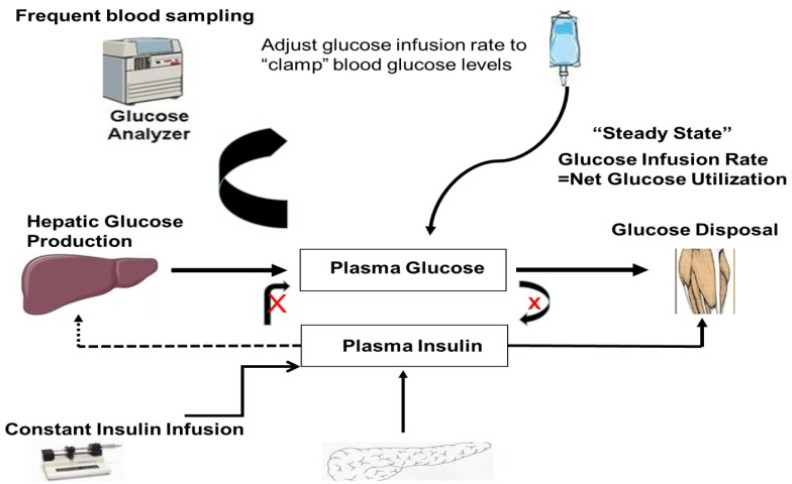 Frequent blood sampling
Glucose
Analyzer
Adjust glucose infusion rate to
“clamp” blood glucose levels
“Steady State”
Glucose Infusion Rate
=Net Glucose Utilization
Hepatic Glucose
Production
Glucose Disposal
Plasma Glucose
X
x
Plasma Insulin
Constant Insulin Infusion